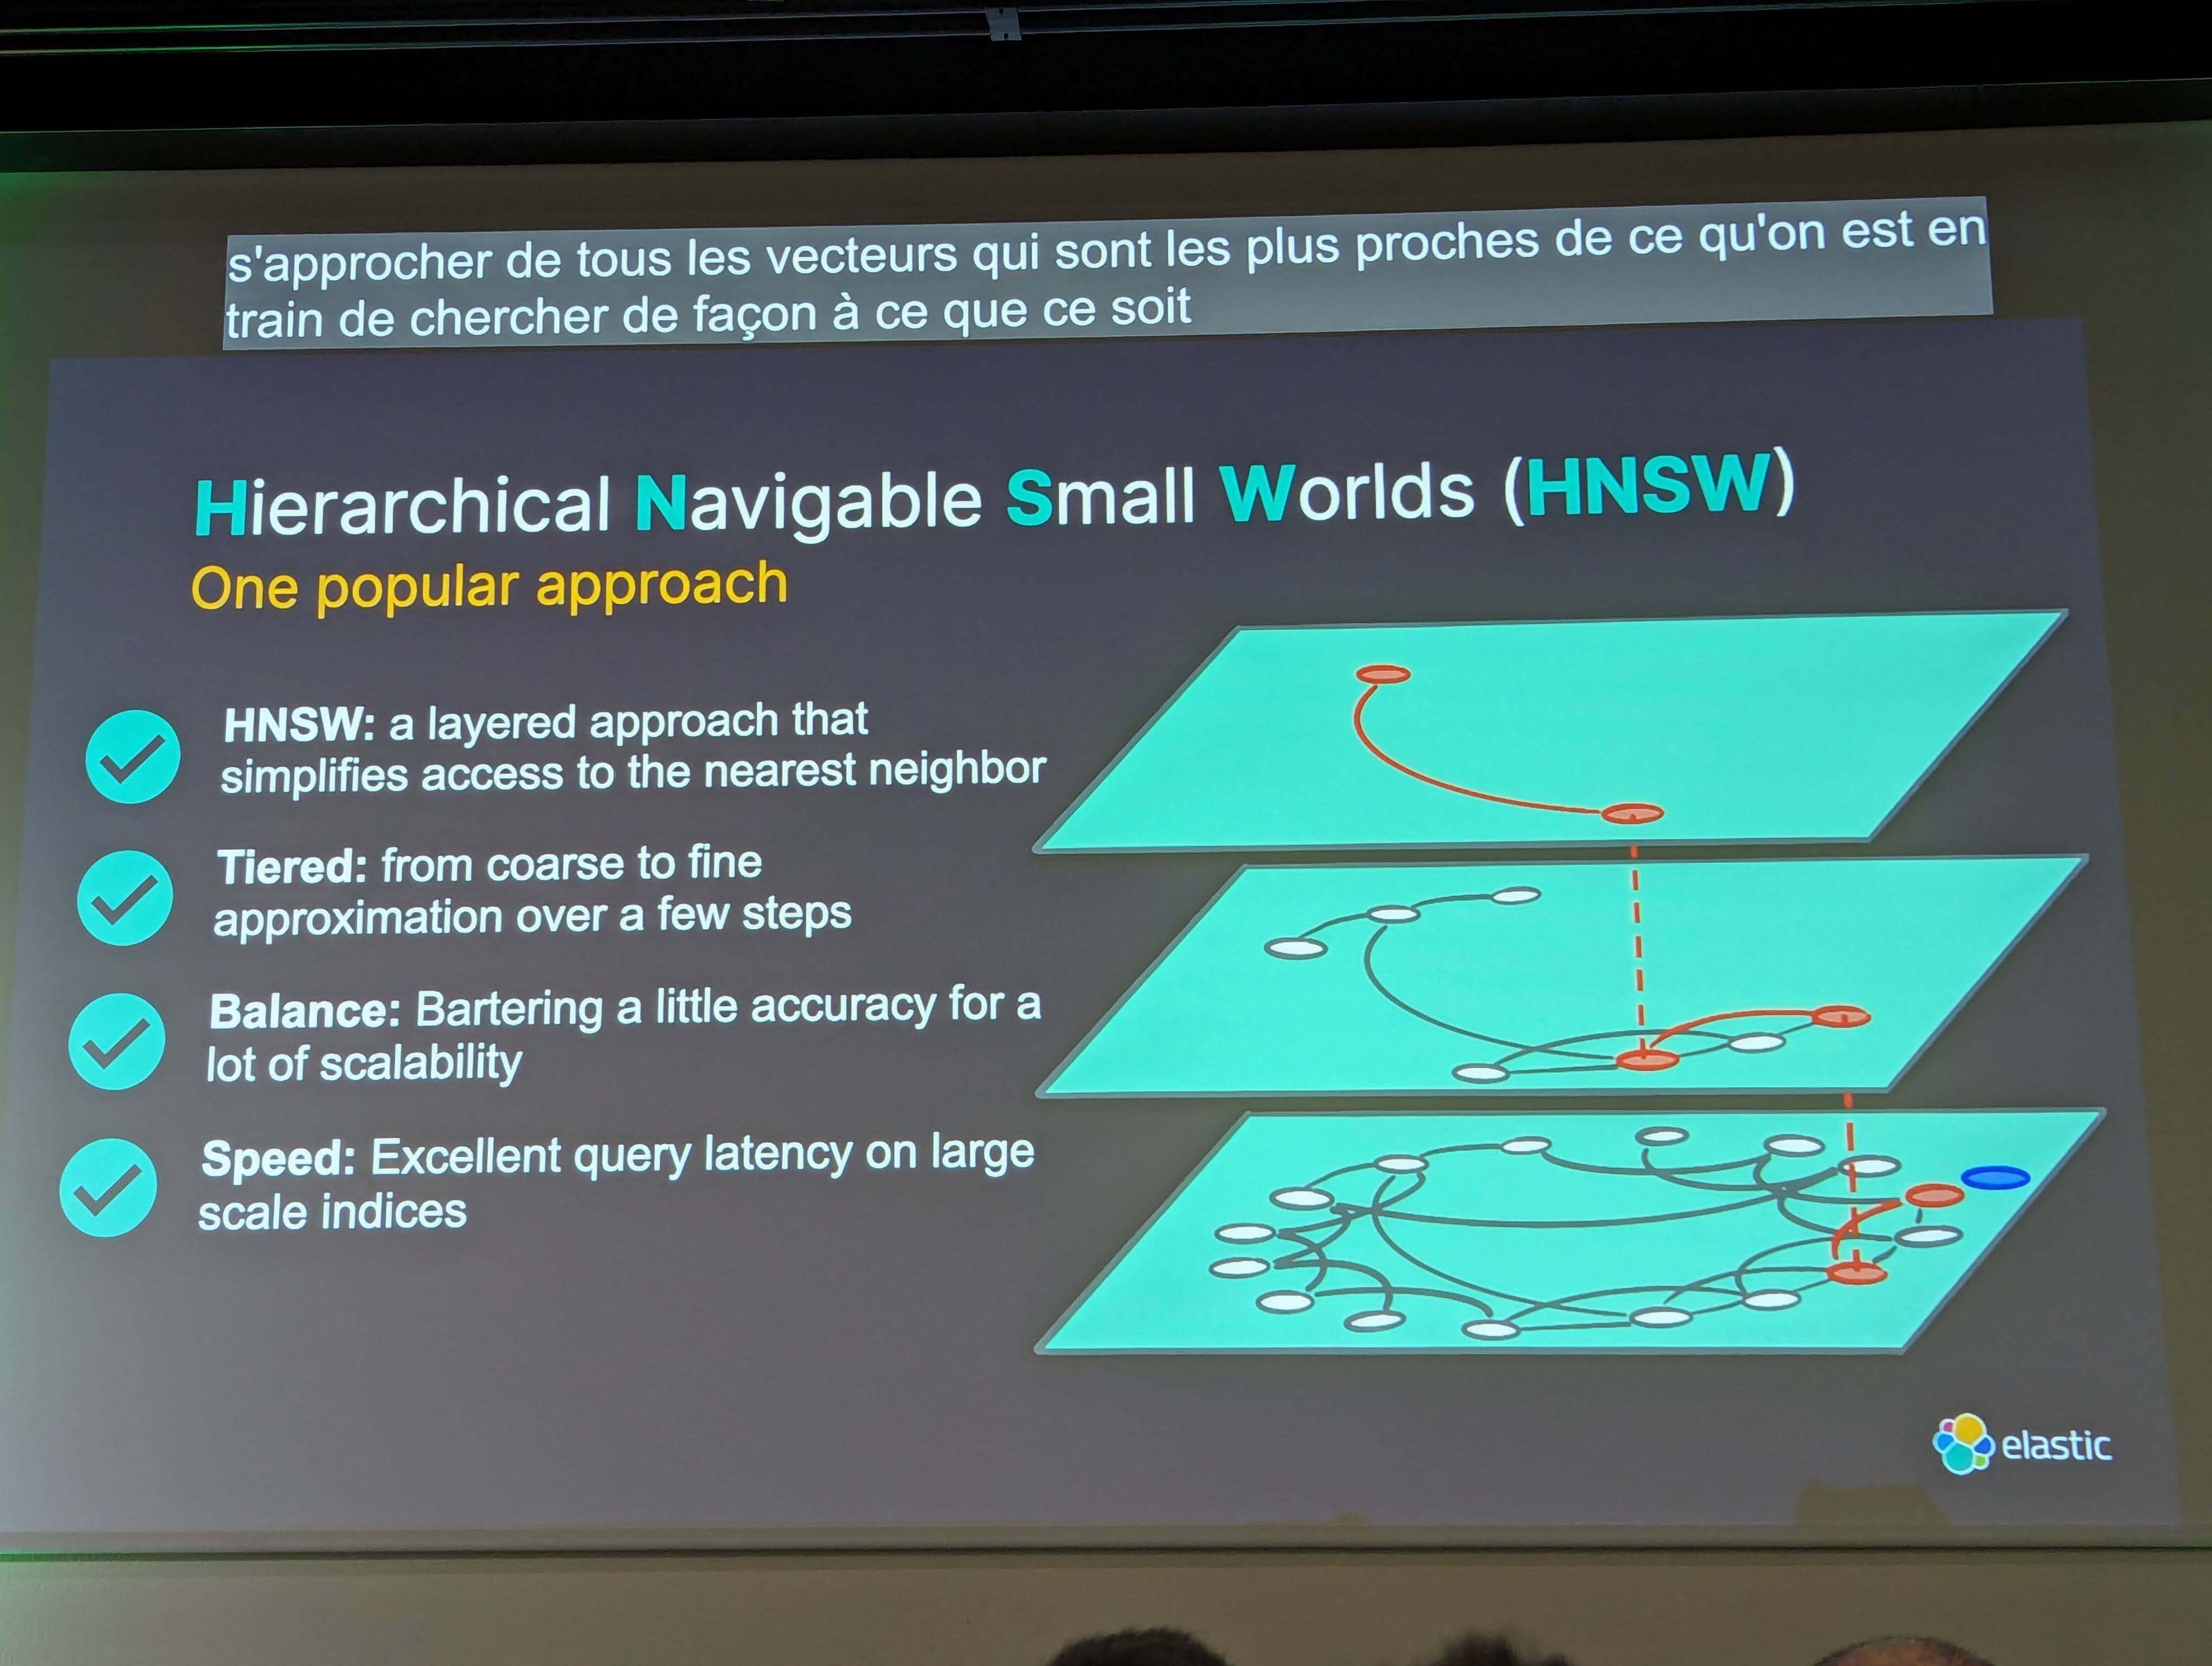 s'approcher de tous les vecteurs qui sont les plus proches de ce qu'on est en
train de chercher de façon à ce que ce soit
Hierarchical Navigable Small Worlds (HNSW)
One popular approach
HNSW: a layered approach that
simplifies access to the nearest neighbor
Tiered: from coarse to fine
approximation over a few steps
Balance: Bartering a little accuracy for a
lot of scalability
Speed: Excellent query latency on large
scale indices
elastic